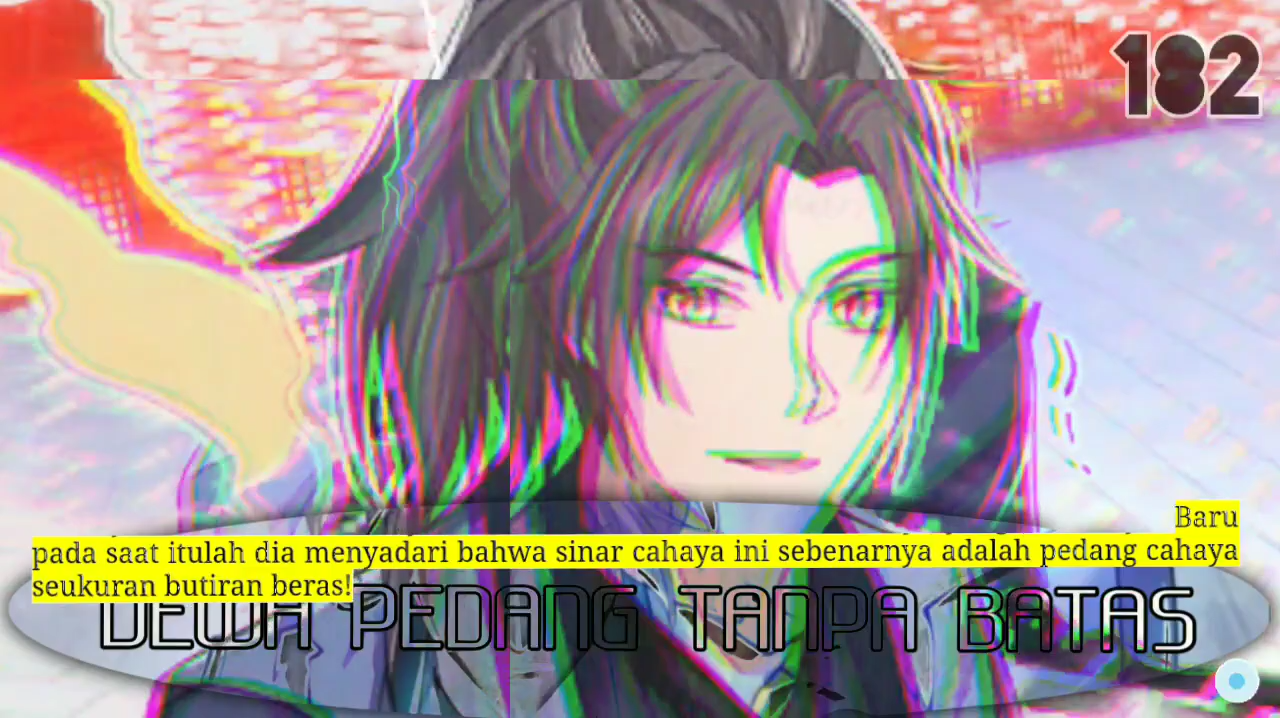 182
Baru
pada saat itulah dia menyadari bahwa sinar cahaya ini sebenarnya adalah pedang cahaya
seukuran butiran beras!
DEWA PEDANG TANPA BATAS